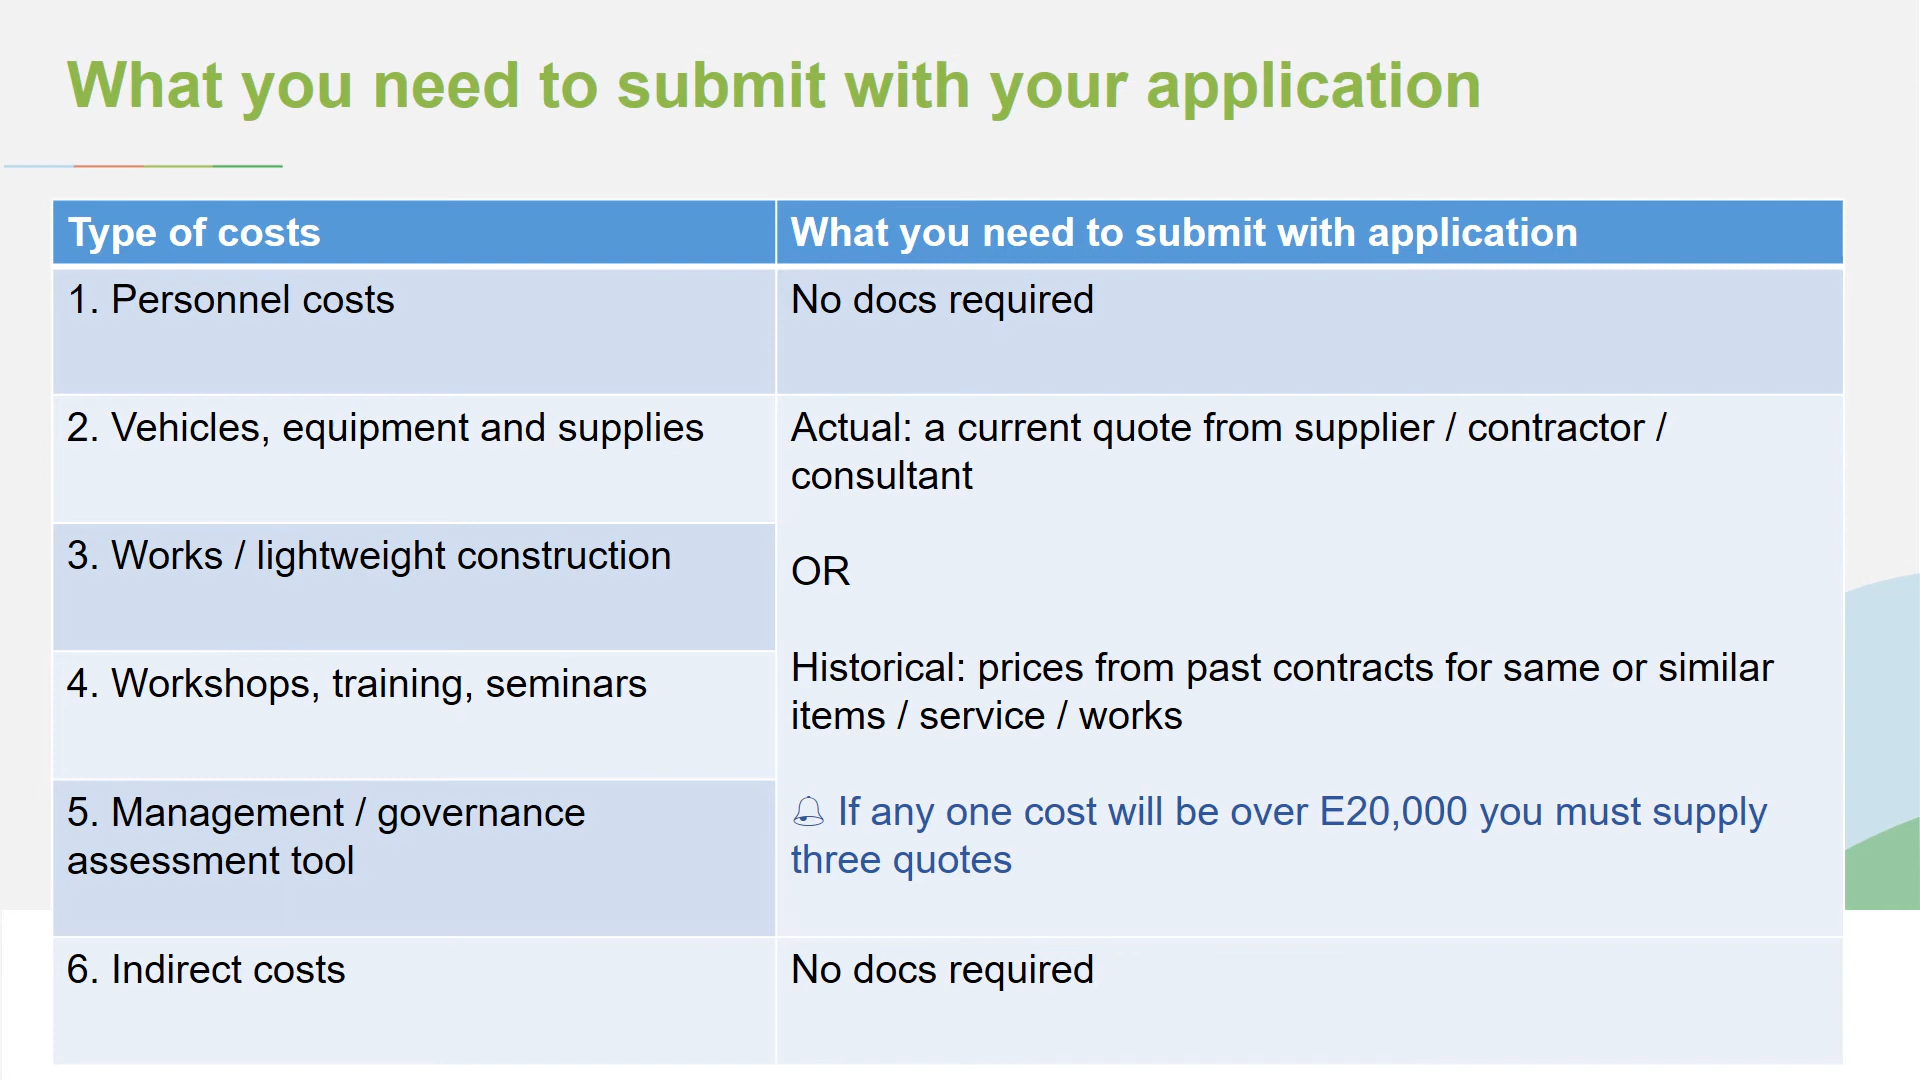 What you need to submit with your application
Type of costs
What you need to submit with application
1. Personnel costs
No docs required
2. Vehicles, equipment and supplies
Actual: a current quote from supplier / contractor /
consultant
3. Works / lightweight construction
OR
4. Workshops, training, seminars
Historical: prices from past contracts for same or similar
items / service / works
5. Management / governance
assessment tool
🔔 If any one cost will be over E20,000 you must supply
three quotes
6. Indirect costs
No docs required